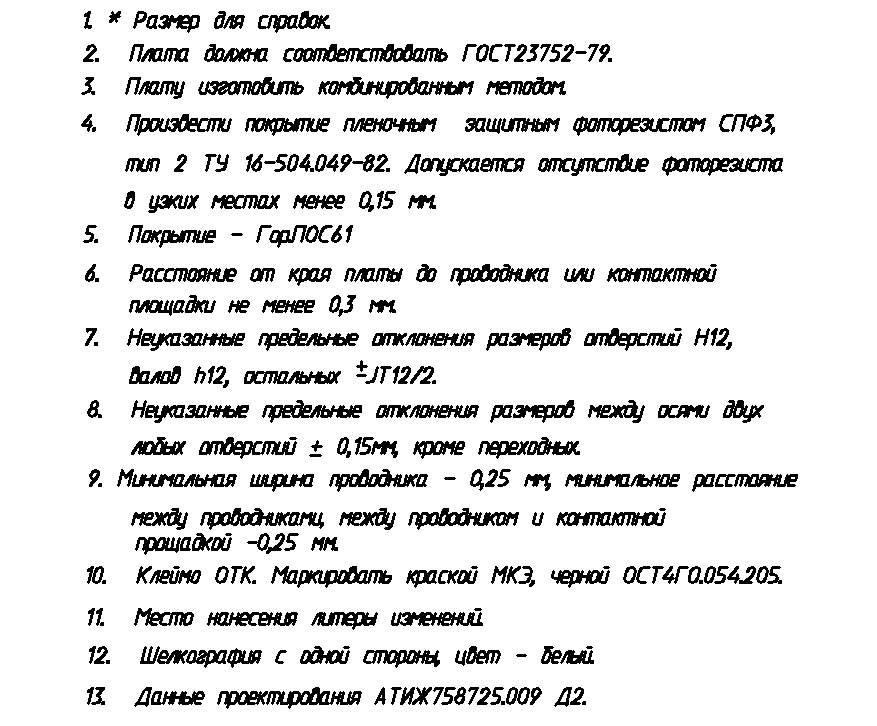 1. * Размер для справок.
2. Плата должна соответствовать ГОСТ23752-79.
3. Плату изготовить комбинированным методом.
4. Произвести покрытие пленочным защитным фоторезистом СПФ3,
тип 2 ТУ 16-504.049-82. Допускается отсутствие фоторезиста
в узких местах менее 0,15 мм.
5. Покрытие - ГорПОС61
6. Расстояние от края платы до проводника или контактной
площадки не менее 0,3 мм.
7. Неуказанные предельные отклонения размеров отверстий H12,
валов h12, остальных ±JT12/2.
8. Неуказанные предельные отклонения размеров между осями двух
любых отверстий ± 0,15мм, кроме переходных.
9. Минимальная ширина проводника - 0,25 мм, минимальное расстояние
между проводниками, между проводником и контактной
прощадкой -0,25 мм.
10. Клеймо ОТК. Маркировать краской МКЭ, черной ОСТ4ГО.054.205.
11. Место нанесения литеры изменений.
12. Шелкография с одной стороны, цвет - белый.
13. Данные проектирования АТИЖ758725.009 Д2.